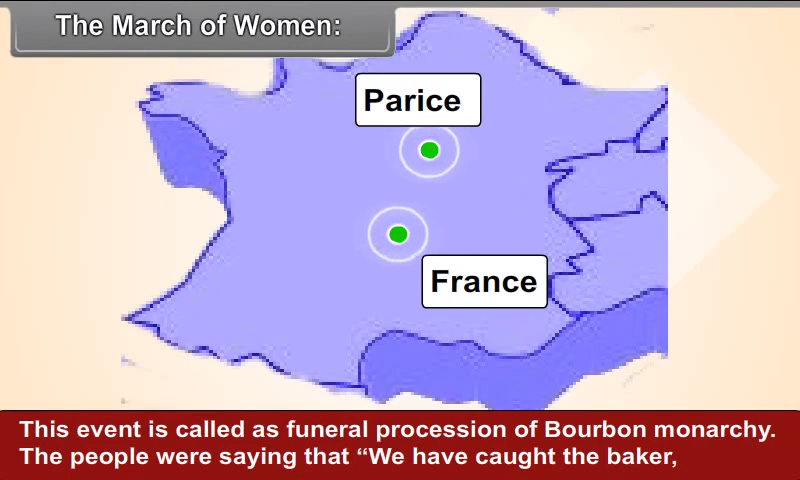 The March of Women:
Parice
France
This event is called as funeral procession of Bourbon monarchy.
The people were saying that “We have caught the baker,